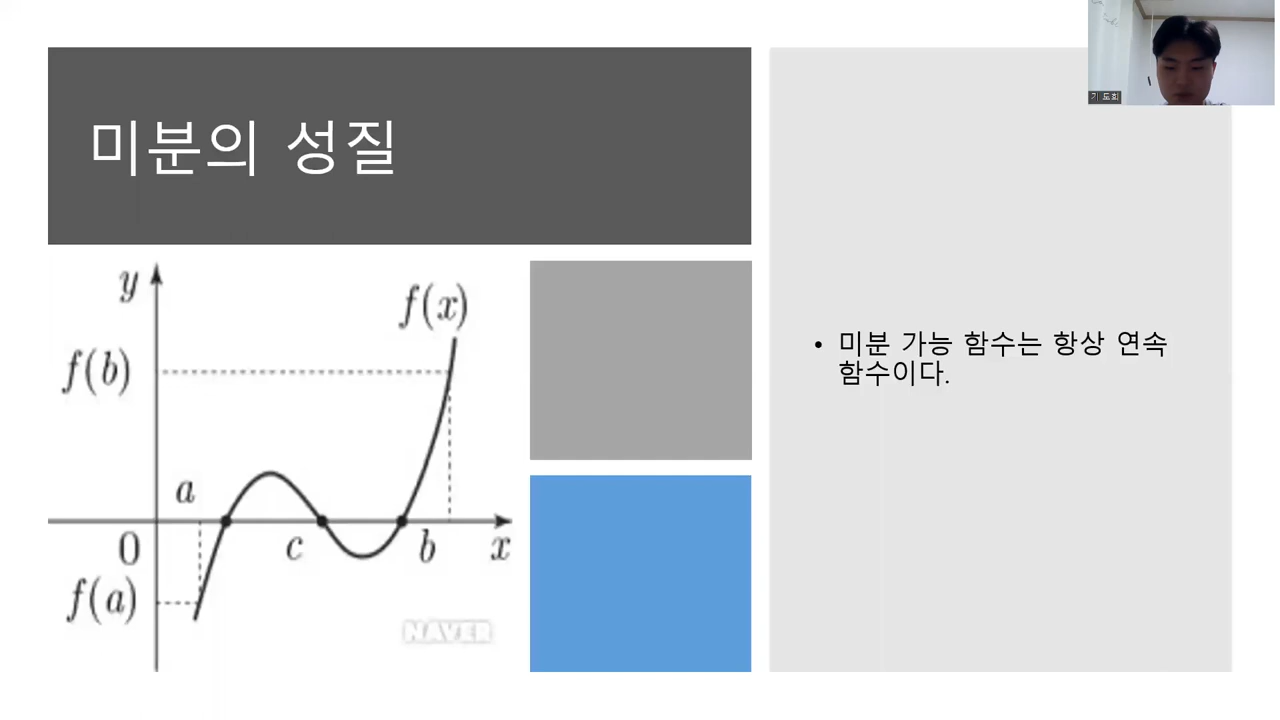 미분의 성질
y
f(x)
f(b)
a
0
c
b
x
f(a)
NAVER
• 미분 가능 함수는 항상 연속
함수이다.